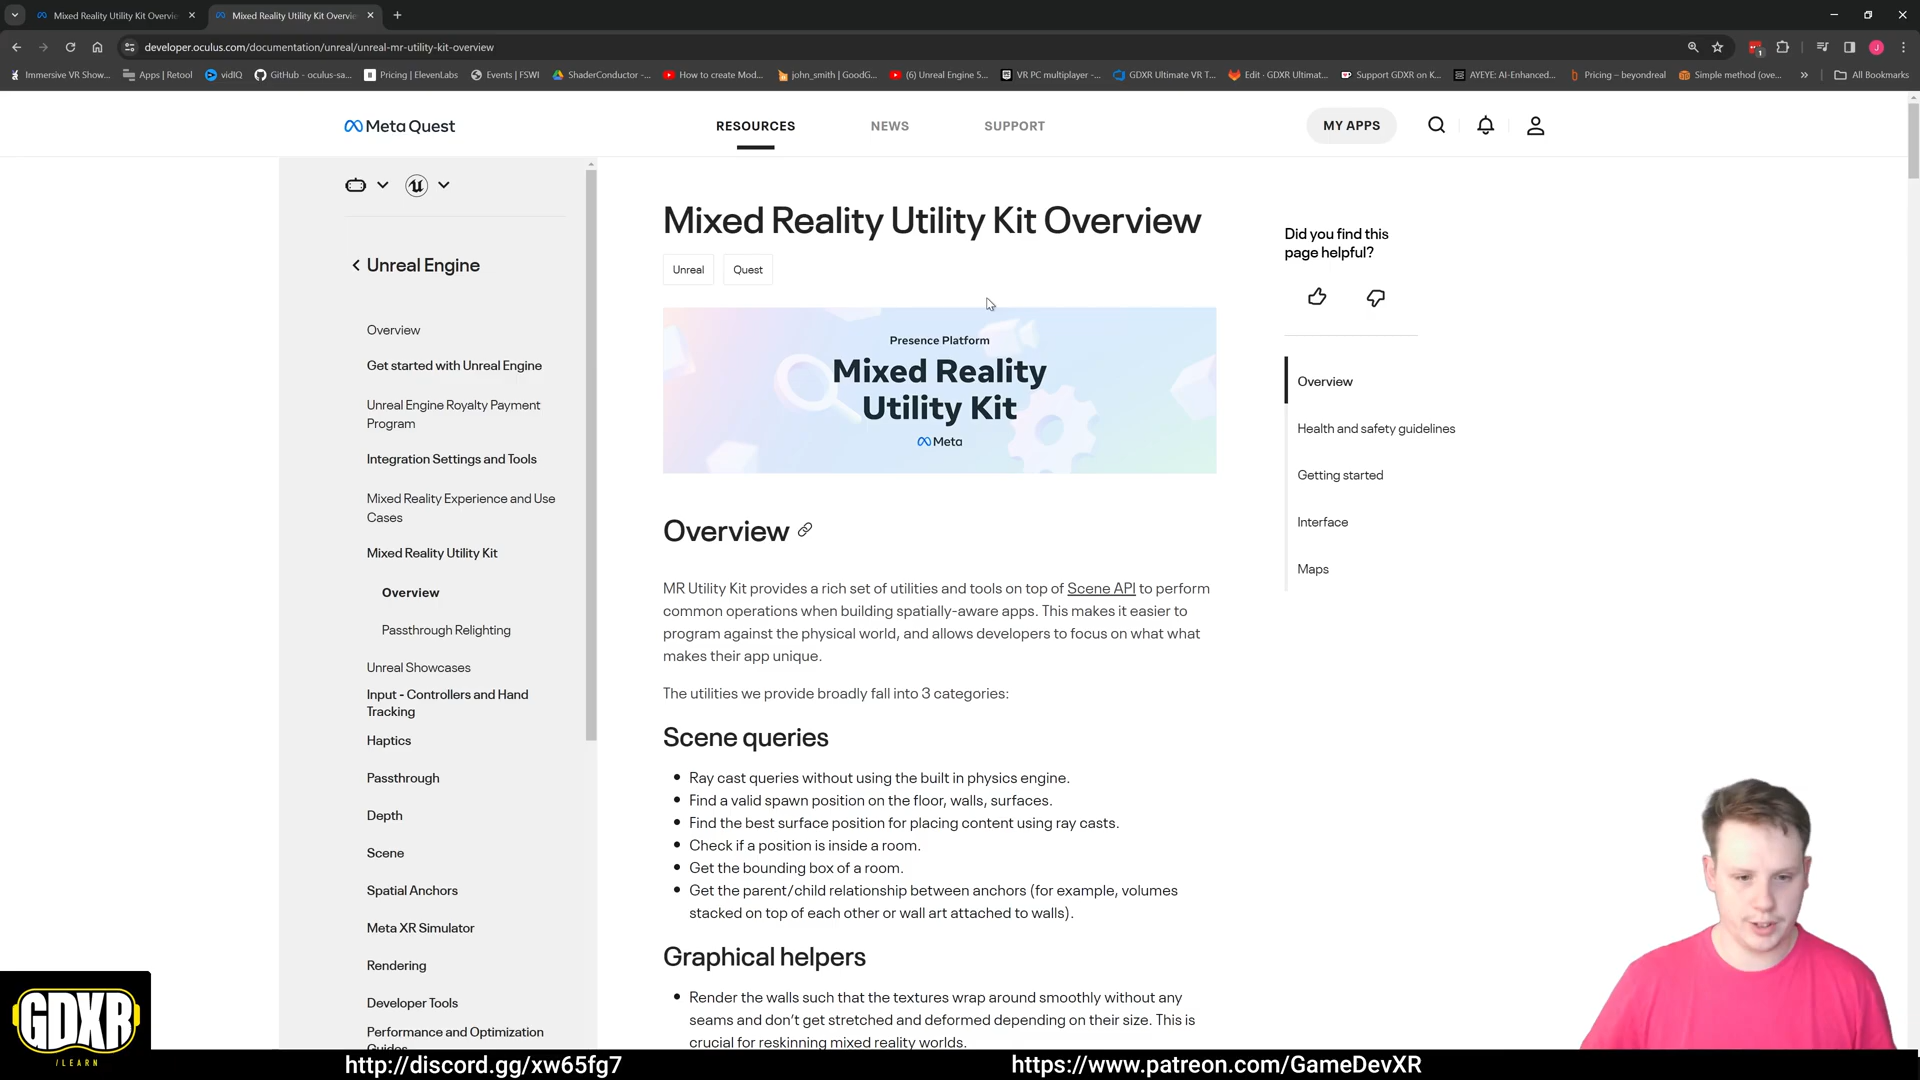 Mixed Reality Utility Kit Overvie
Mixed Reality Utility Kit Overvie
developer.oculus.com/documentation/unreal/unreal-mr-utility-kit-overview
Immersive VR Show...
Apps | Retool
vidIQ
GitHub - oculus-sa...
Pricing | ElevenLabs
Events | FSWI
ShaderConductor -...
How to create Mod...
john_smith | GoodG...
(6) Unreal Engine S...
VR PC multiplayer -...
GDXR Ultimate VR T...
Edit · GDXR Ultimat...
Support GDXR on K...
AYEYE: AI-Enhanced...
Pricing – beyondreal
Simple method (ove...
»
All Bookmarks
Meta Quest
RESOURCES
NEWS
SUPPORT
MY APPS
Unreal Engine
Overview
Get started with Unreal Engine
Unreal Engine Royalty Payment
Program
Integration Settings and Tools
Mixed Reality Experience and Use
Cases
Mixed Reality Utility Kit
Overview
Passthrough Relighting
Unreal Showcases
Input - Controllers and Hand
Tracking
Haptics
Passthrough
Depth
Scene
Spatial Anchors
Meta XR Simulator
Rendering
Developer Tools
Performance and Optimization
Guides
Mixed Reality Utility Kit Overview
Unreal
Quest
Presence Platform
Mixed Reality
Utility Kit
Meta
Overview
MR Utility Kit provides a rich set of utilities and tools on top of Scene API to perform
common operations when building spatially-aware apps. This makes it easier to
program against the physical world, and allows developers to focus on what what
makes their app unique.
The utilities we provide broadly fall into 3 categories:
Scene queries
• Ray cast queries without using the built in physics engine.
• Find a valid spawn position on the floor, walls, surfaces.
• Find the best surface position for placing content using ray casts.
• Check if a position is inside a room.
• Get the bounding box of a room.
• Get the parent/child relationship between anchors (for example, volumes
stacked on top of each other or wall art attached to walls).
Graphical helpers
• Render the walls such that the textures wrap around smoothly without any
seams and don't get stretched and deformed depending on their size. This is
crucial for reskinning mixed reality worlds.
Did you find this
page helpful?
Overview
Health and safety guidelines
Getting started
Interface
Maps
GDXR
/LEARN
http://discord.gg/xw65fg7
https://www.patreon.com/GameDevXR